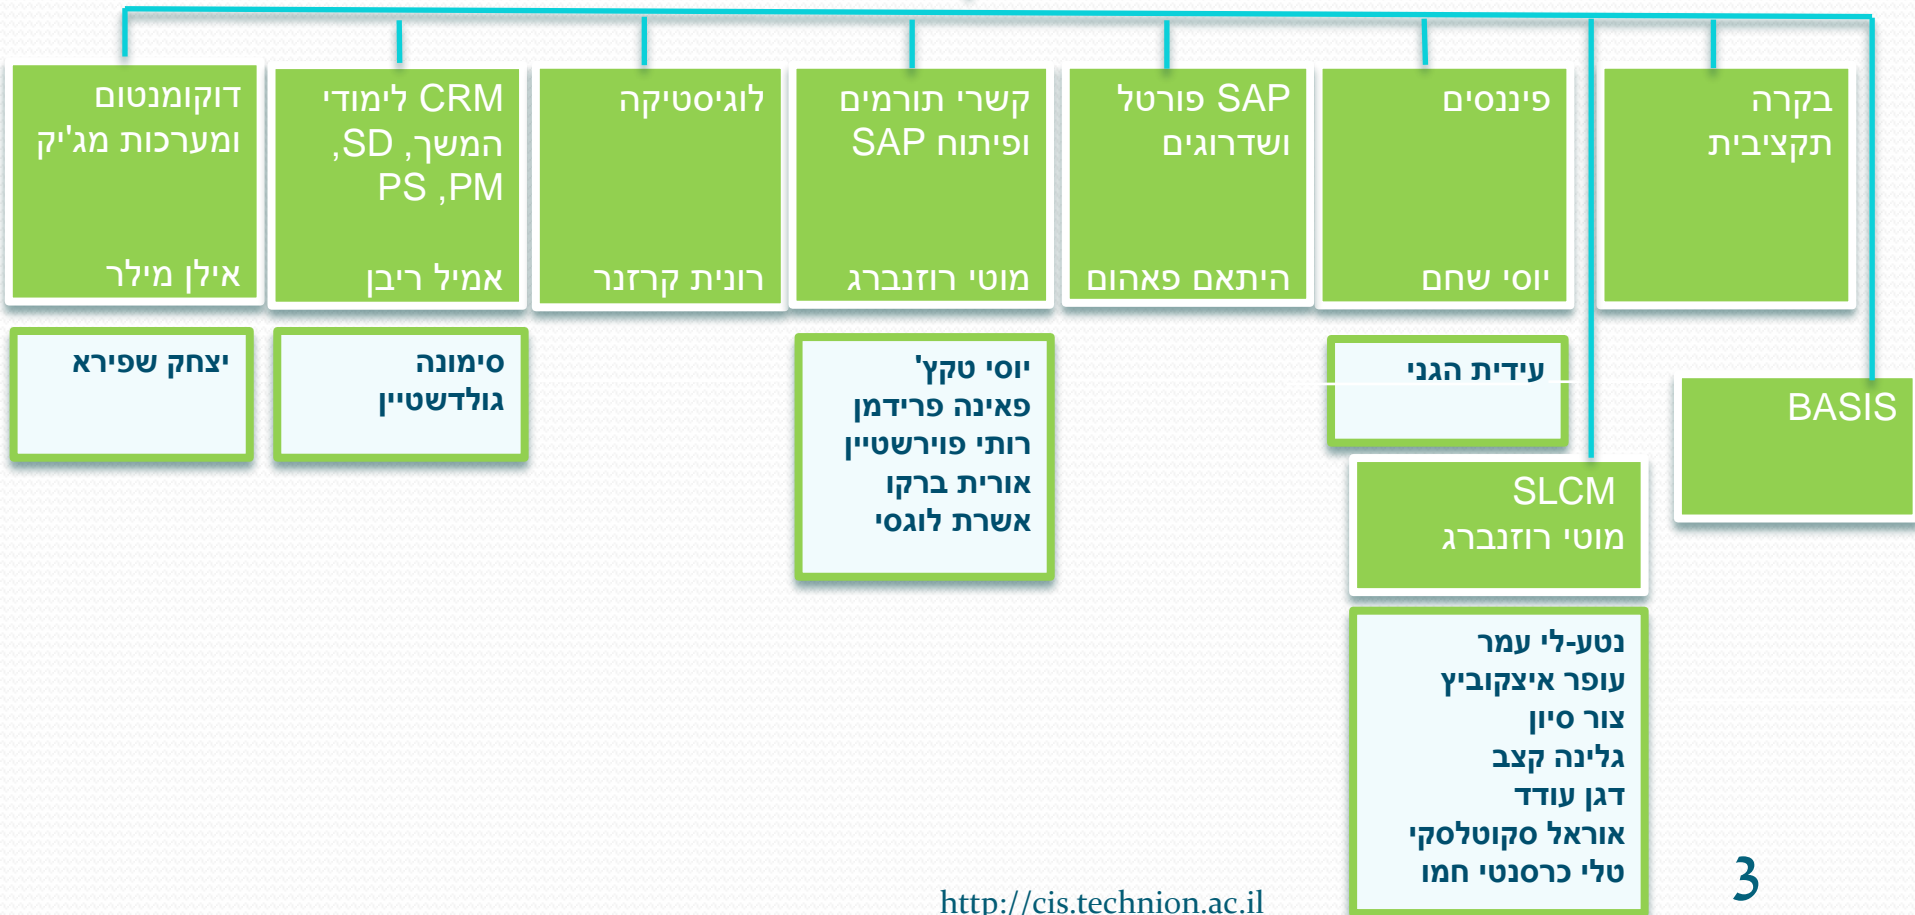 בקרה
תקציבית
פיננסים
יוסי שחם
SAP פורטל
ושדרוגים
היתאם פאהום
קשרי תורמים
ופיתוח SAP
מוטי רוזנברג
לוגיסטיקה
רונית קרזנר
CRM לימודי
המשך, SD,
PS ,PM
אמיל ריבן
דוקומנטום
ומערכות מג'יק
אילן מילר
BASIS
עידית הגני
SLCM
מוטי רוזנברג
נטע-לי עמר
עופר איצקוביץ
צור סיון
גלינה קצב
דגן עודד
אוראל סקוטלסקי
טלי כרסנטי חמו
יוסי טקץ'
פאינה פרידמן
רותי פוירשטיין
אורית ברקו
אשרת לוגסי
סימונה
גולדשטיין
יצחק שפירא
http://cis.technion.ac.il
3